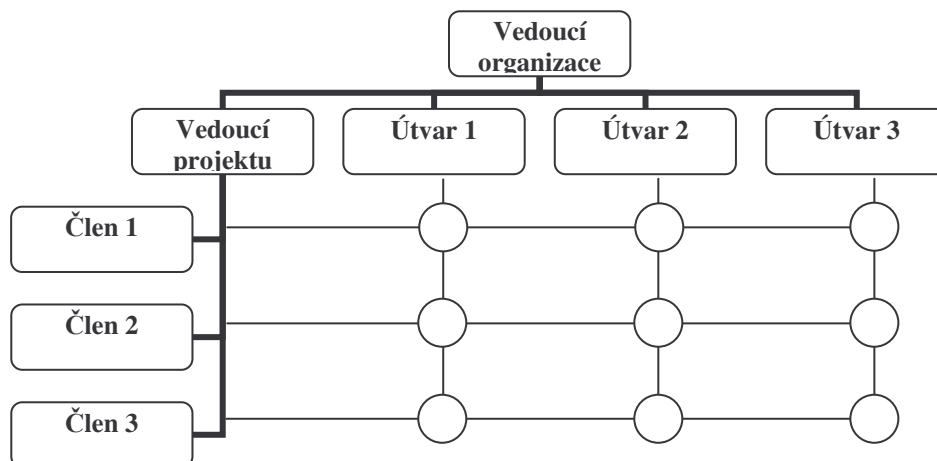 Vedoucí
organizace
Vedoucí
projektu
Útvar 1
Útvar 2
Útvar 3
Člen 1
Člen 2
Člen 3